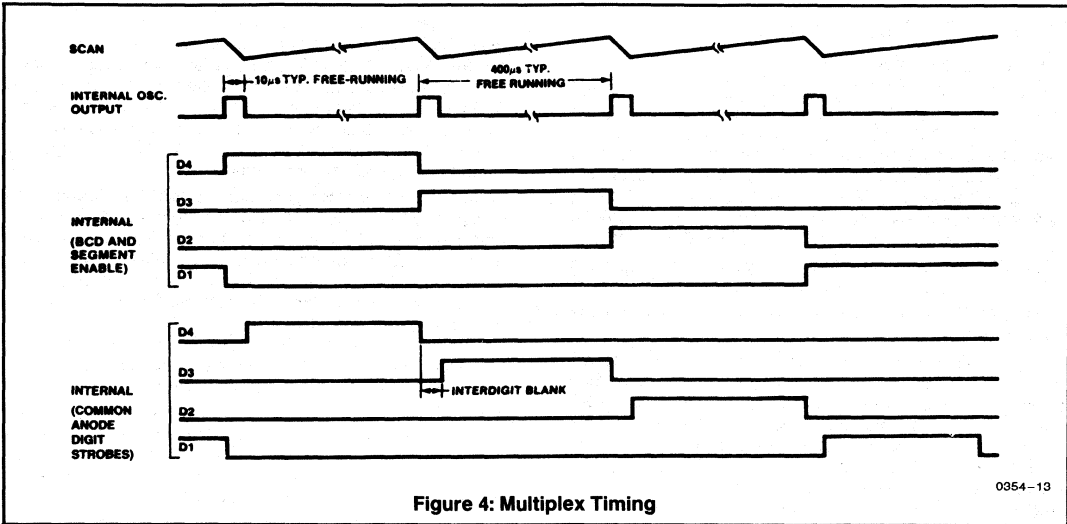 SCAN
10μs TYP. FREE-RUNNING
400μs TYP.
FREE RUNNING
INTERNAL OSC.
OUTPUT
D4
D3
INTERNAL
(BCD AND
SEGMENT
ENABLE)
D2
D1
D4
D3
INTERDIGIT BLANK
INTERNAL
(COMMON
ANODE
DIGIT
STROBES)
D2
D1
0354-13
Figure 4: Multiplex Timing